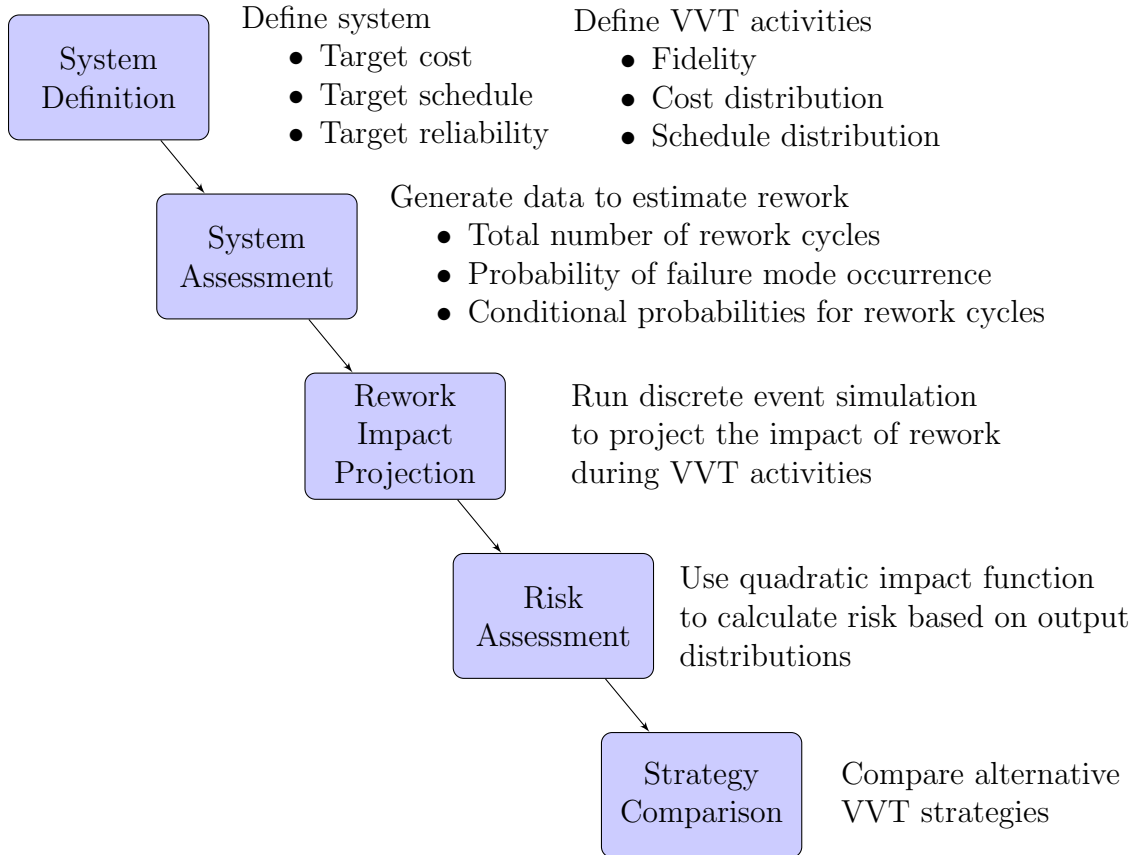 System
Definition
Define system
• Target cost
• Target schedule
• Target reliability
Define VVT activities
• Fidelity
• Cost distribution
• Schedule distribution
System
Assessment
Generate data to estimate rework
• Total number of rework cycles
• Probability of failure mode occurrence
• Conditional probabilities for rework cycles
Rework
Impact
Projection
Run discrete event simulation
to project the impact of rework
during VVT activities
Risk
Assessment
Use quadratic impact function
to calculate risk based on output
distributions
Strategy
Comparison
Compare alternative
VVT strategies